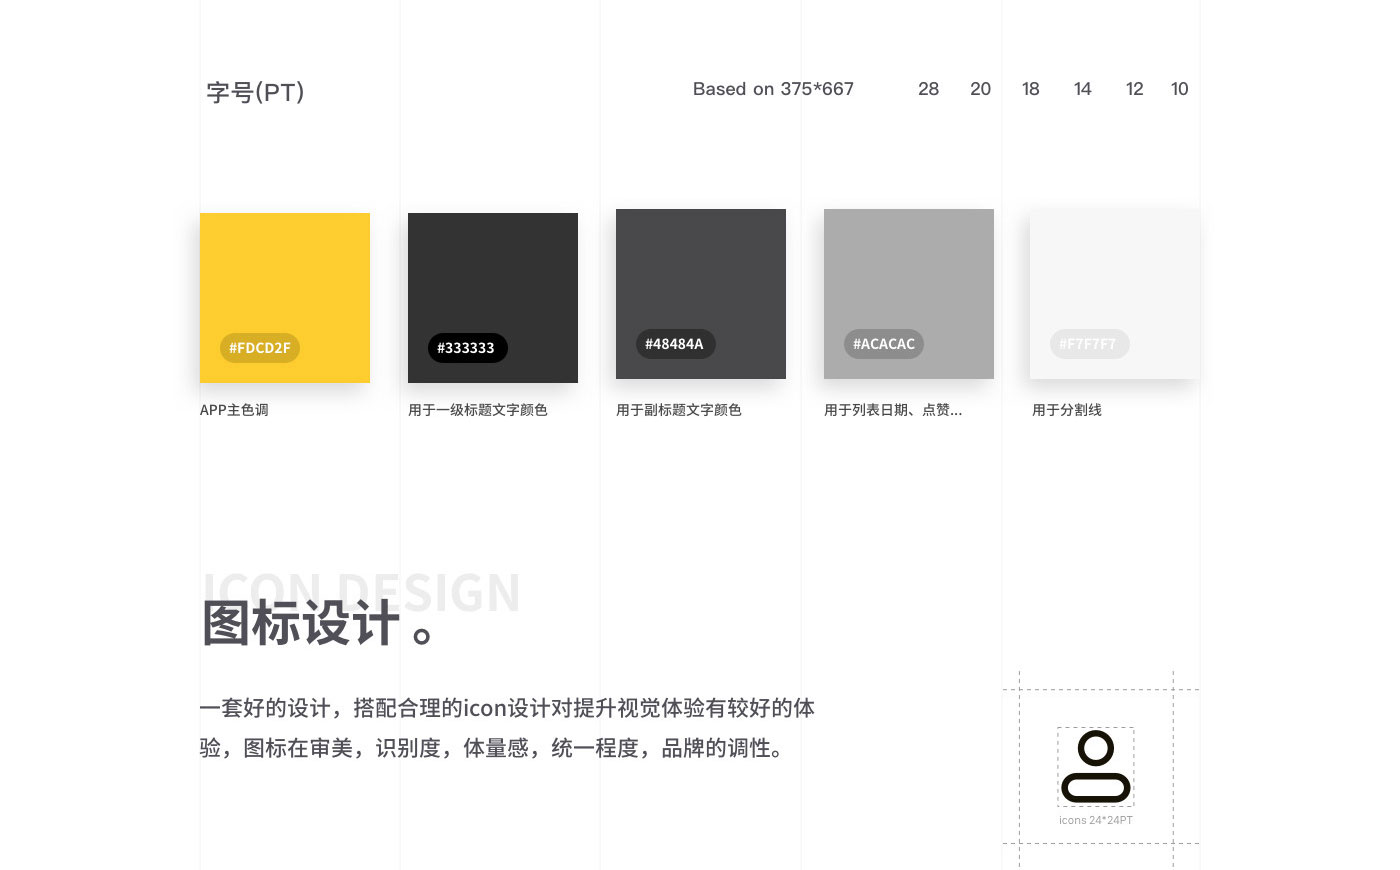 字号(PT)
Based on 375*667 28 20 18 14 12 10
#FDCD2F
#333333
#48484A
#ACACAC
#F7F7F7
APP主色调
用于一级标题文字颜色
用于副标题文字颜色
用于列表日期、点赞...
用于分割线
ICON DESIGN
图标设计 。
一套好的设计，搭配合理的icon设计对提升视觉体验有较好的体
验，图标在审美，识别度，体量感，统一程度，品牌的调性。
icons 24*24PT